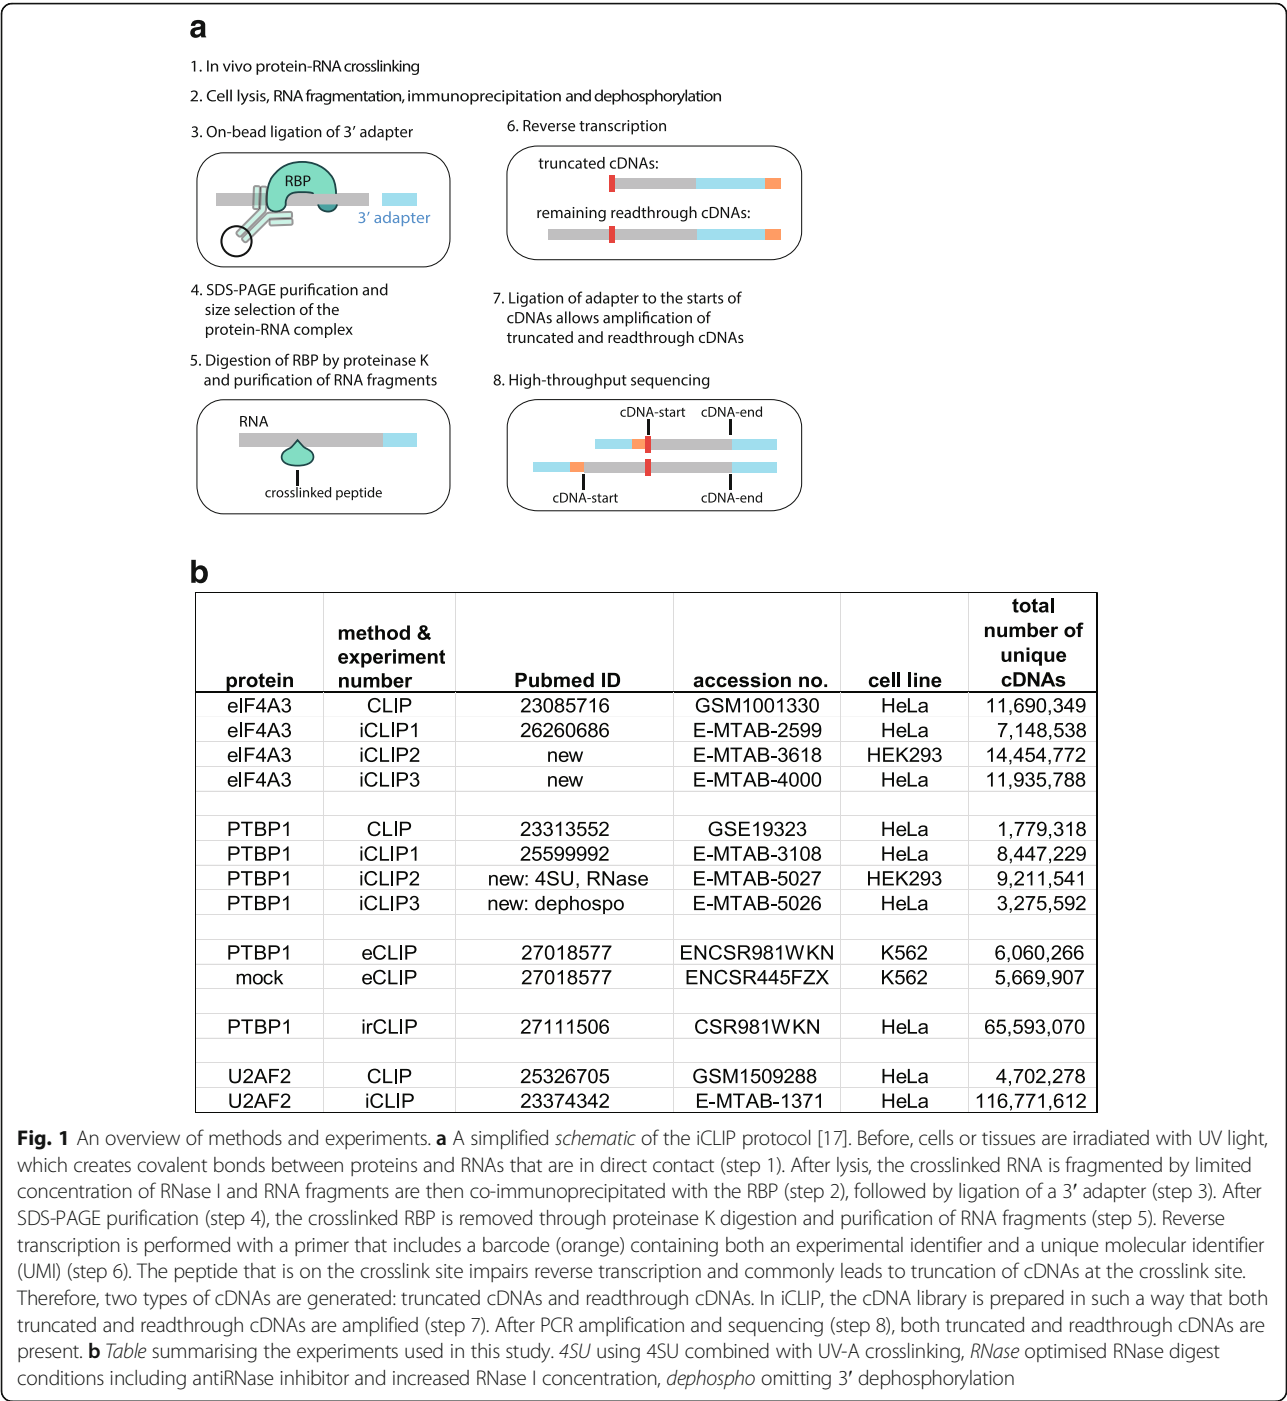 a
1. In vivo protein-RNA crosslinking
2. Cell lysis, RNA fragmentation, immunoprecipitation and dephosphorylation
3. On-bead ligation of 3′ adapter
RBP
3′ adapter
4. SDS-PAGE purification and
size selection of the
protein-RNA complex
5. Digestion of RBP by proteinase K
and purification of RNA fragments
RNA
crosslinked peptide
6. Reverse transcription
truncated cDNAs:
remaining readthrough cDNAs:
7. Ligation of adapter to the starts of
cDNAs allows amplification of
truncated and readthrough cDNAs
8. High-throughput sequencing
cDNA-start cDNA-end
cDNA-start cDNA-end
b
protein method & experiment number Pubmed ID accession no. cell line total number of unique cDNAs
eIF4A3 CLIP 23085716 GSM1001330 HeLa 11,690,349
eIF4A3 iCLIP1 26260686 E-MTAB-2599 HeLa 7,148,538
eIF4A3 iCLIP2 new E-MTAB-3618 HEK293 14,454,772
eIF4A3 iCLIP3 new E-MTAB-4000 HeLa 11,935,788
PTBP1 CLIP 23313552 GSE19323 HeLa 1,779,318
PTBP1 iCLIP1 25599992 E-MTAB-3108 HeLa 8,447,229
PTBP1 iCLIP2 new: 4SU, RNase E-MTAB-5027 HEK293 9,211,541
PTBP1 iCLIP3 new: dephospo E-MTAB-5026 HeLa 3,275,592
PTBP1 eCLIP 27018577 ENCSR981WKN K562 6,060,266
mock eCLIP 27018577 ENCSR445FZX K562 5,669,907
PTBP1 irCLIP 27111506 CSR981WKN HeLa 65,593,070
U2AF2 CLIP 25326705 GSM1509288 HeLa 4,702,278
U2AF2 iCLIP 23374342 E-MTAB-1371 HeLa 116,771,612
Fig. 1 An overview of methods and experiments. a A simplified schematic of the iCLIP protocol [17]. Before, cells or tissues are irradiated with UV light,
which creates covalent bonds between proteins and RNAs that are in direct contact (step 1). After lysis, the crosslinked RNA is fragmented by limited
concentration of RNase I and RNA fragments are then co-immunoprecipitated with the RBP (step 2), followed by ligation of a 3′ adapter (step 3). After
SDS-PAGE purification (step 4), the crosslinked RBP is removed through proteinase K digestion and purification of RNA fragments (step 5). Reverse
transcription is performed with a primer that includes a barcode (orange) containing both an experimental identifier and a unique molecular identifier
(UMI) (step 6). The peptide that is on the crosslink site impairs reverse transcription and commonly leads to truncation of cDNAs at the crosslink site.
Therefore, two types of cDNAs are generated: truncated cDNAs and readthrough cDNAs. In iCLIP, the cDNA library is prepared in such a way that both
truncated and readthrough cDNAs are amplified (step 7). After PCR amplification and sequencing (step 8), both truncated and readthrough cDNAs are
present. b Table summarising the experiments used in this study. 4SU using 4SU combined with UV-A crosslinking, RNase optimised RNase digest
conditions including antiRNase inhibitor and increased RNase I concentration, dephospho omitting 3′ dephosphorylation